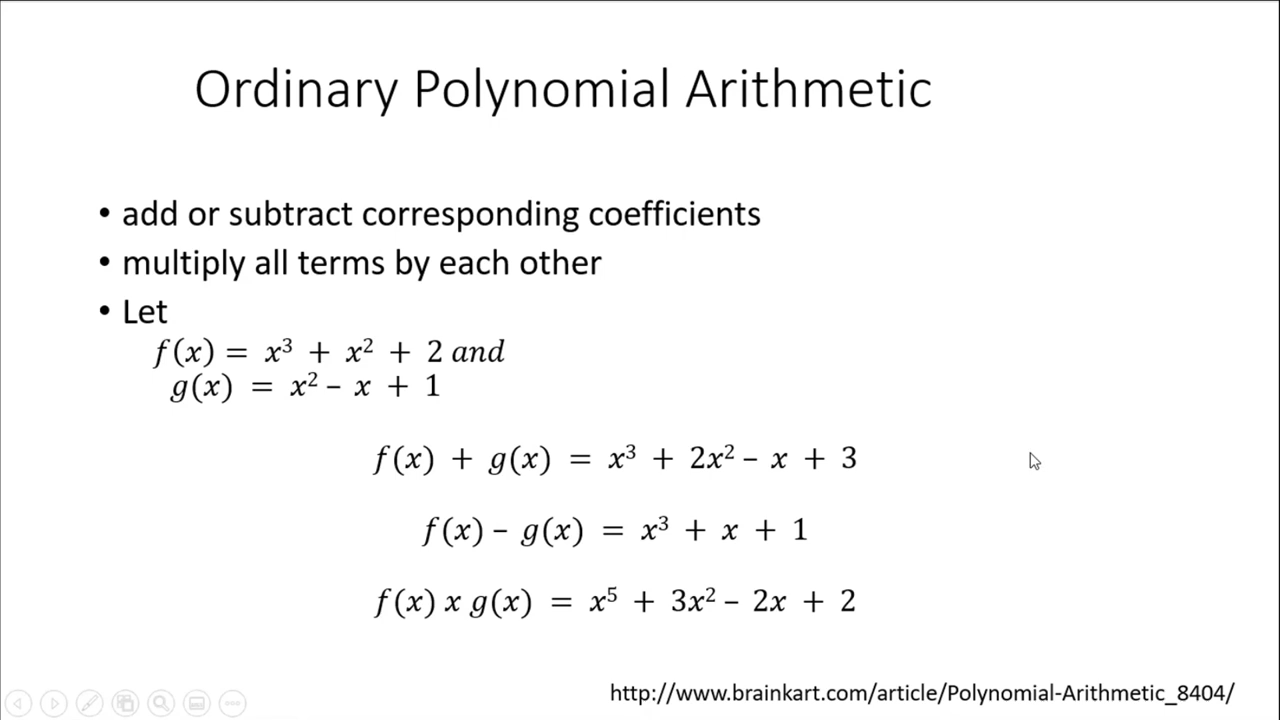 Ordinary Polynomial Arithmetic
• add or subtract corresponding coefficients
• multiply all terms by each other
• Let
f(x) = x³ + x² + 2 and
g(x) = x² – x + 1
f(x) + g(x) = x³ + 2x² – x + 3
f(x) – g(x) = x³ + x + 1
f(x) x g(x) = x⁵ + 3x² – 2x + 2
http://www.brainkart.com/article/Polynomial-Arithmetic_8404/